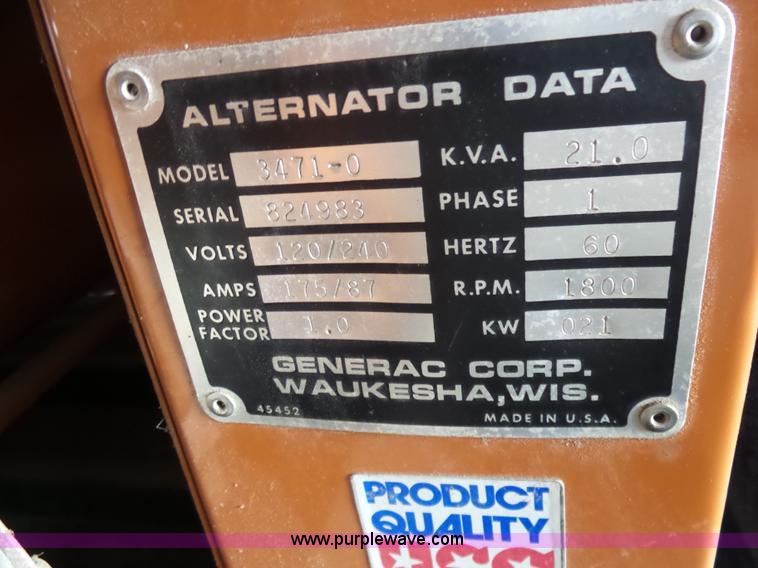 ALTERNATOR DATA
MODEL 3471-0 K.V.A. 21.0
SERIAL 824983 PHASE 1
VOLTS 120/240 HERTZ 60
AMPS 175/87 R.P.M. 1800
POWER FACTOR 1.0 KW 021
GENERAC CORP.
WAUKESHA, WIS.
45452 MADE IN U.S.A.
PRODUCT
QUALITY
www.purplewave.com